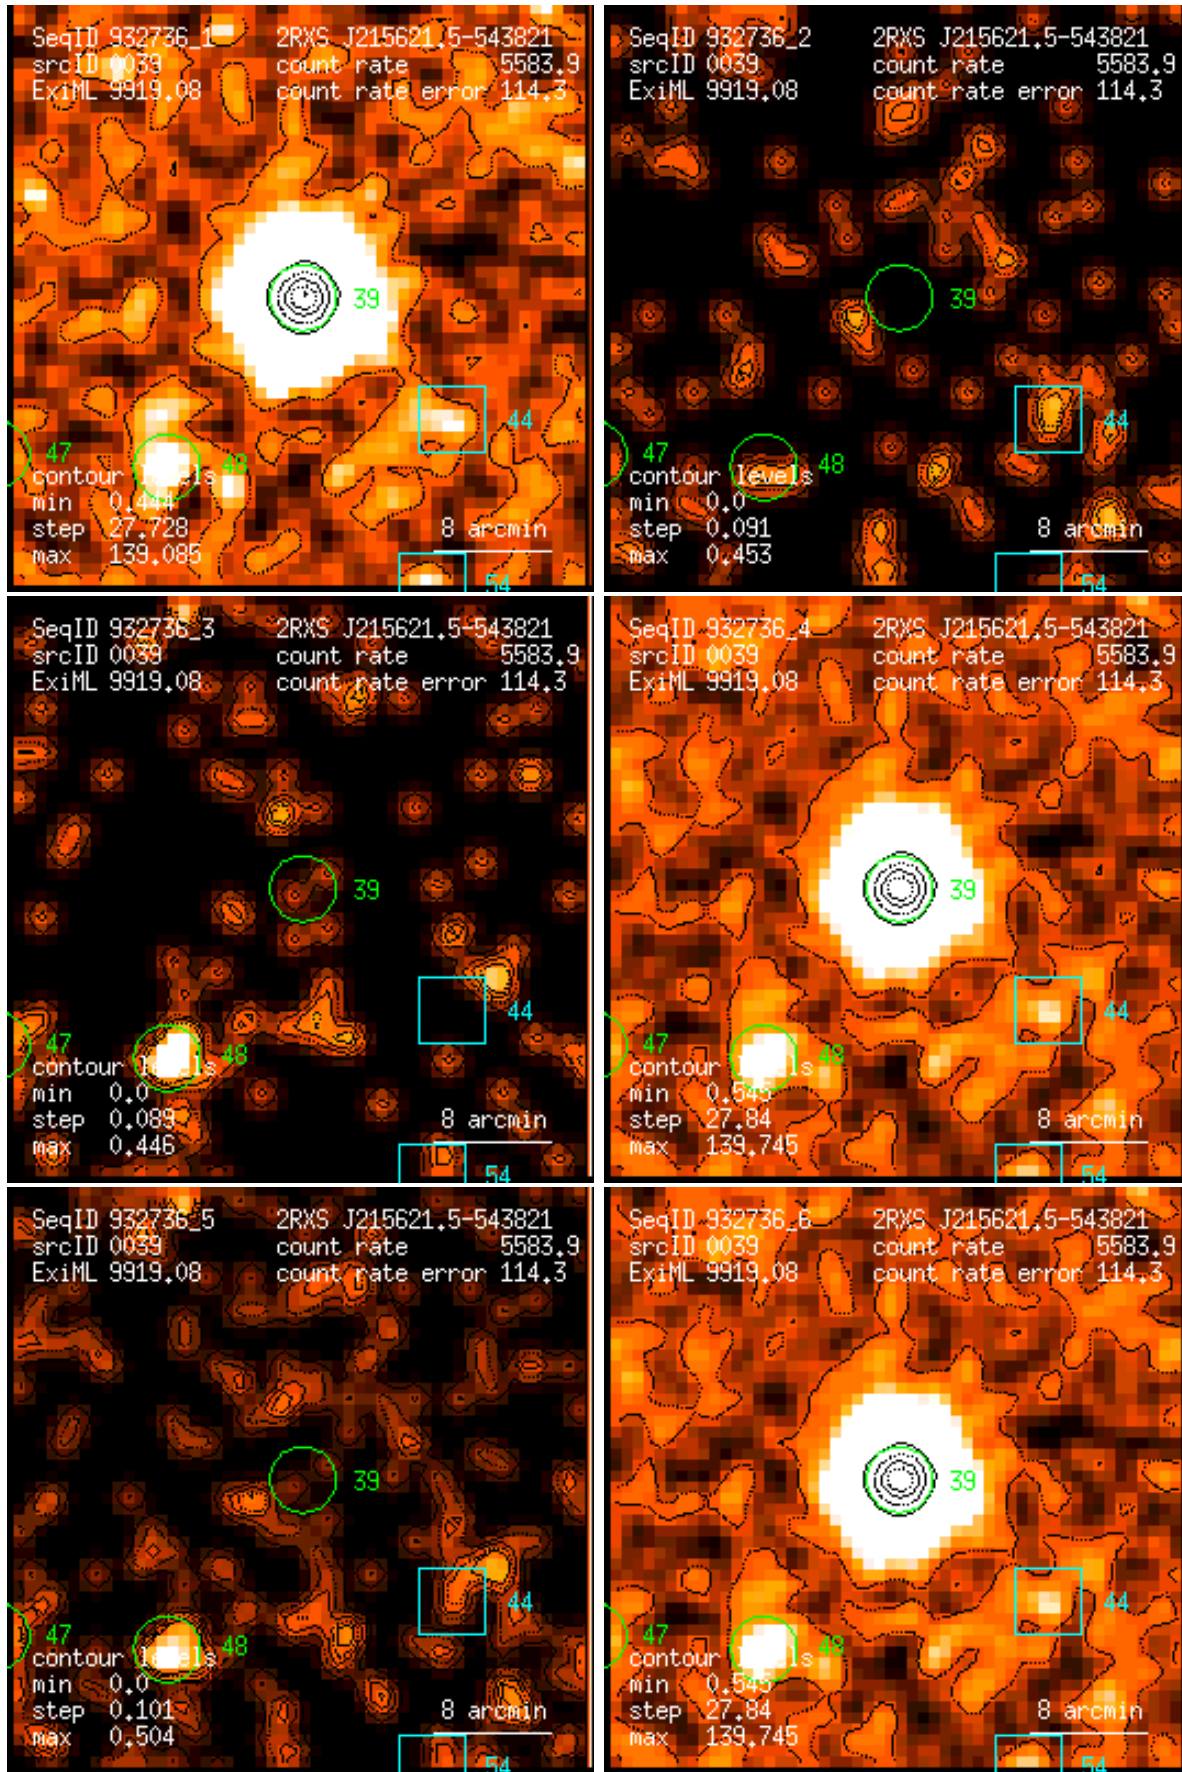 SeqID 932736_1 2RXS J215621.5-543821
srcID 0039 count rate 5583.9
ExiML 9919.08 count rate error 114.3
39
44
47 48
contour levels
min 0.444
step 27.728 8 arcmin
max 139.085
54
SeqID 932736_2 2RXS J215621.5-543821
srcID 0039 count rate 5583.9
ExiML 9919.08 count rate error 114.3
39
44
47 48
contour levels
min 0.0
step 0.091 8 arcmin
max 0.453
54
SeqID 932736_3 2RXS J215621.5-543821
srcID 0039 count rate 5583.9
ExiML 9919.08 count rate error 114.3
39
44
47 48
contour levels
min 0.0
step 0.089 8 arcmin
max 0.446
54
SeqID 932736_4 2RXS J215621.5-543821
srcID 0039 count rate 5583.9
ExiML 9919.08 count rate error 114.3
39
44
47 48
contour levels
min 0.545
step 27.84 8 arcmin
max 139.745
54
SeqID 932736_5 2RXS J215621.5-543821
srcID 0039 count rate 5583.9
ExiML 9919.08 count rate error 114.3
39
44
47 48
contour levels
min 0.0
step 0.101 8 arcmin
max 0.504
54
SeqID 932736_6 2RXS J215621.5-543821
srcID 0039 count rate 5583.9
ExiML 9919.08 count rate error 114.3
39
44
47 48
contour levels
min 0.545
step 27.84 8 arcmin
max 139.745
54